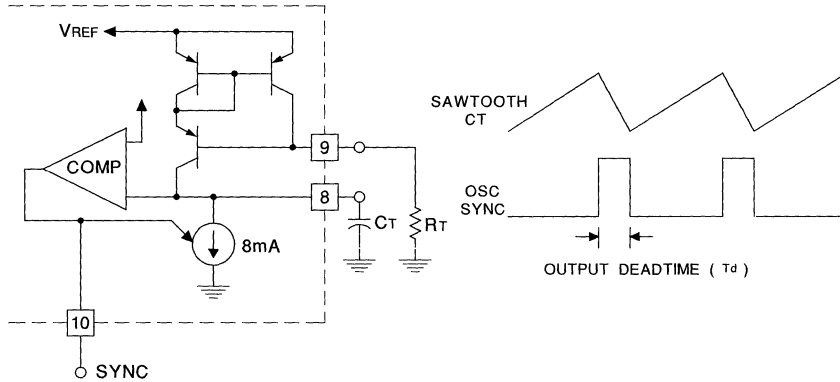 VREF
COMP
9
8
8mA
CT
RT
10
SYNC
SAWTOOTH
CT
OSC
SYNC
OUTPUT DEADTIME ( Td )